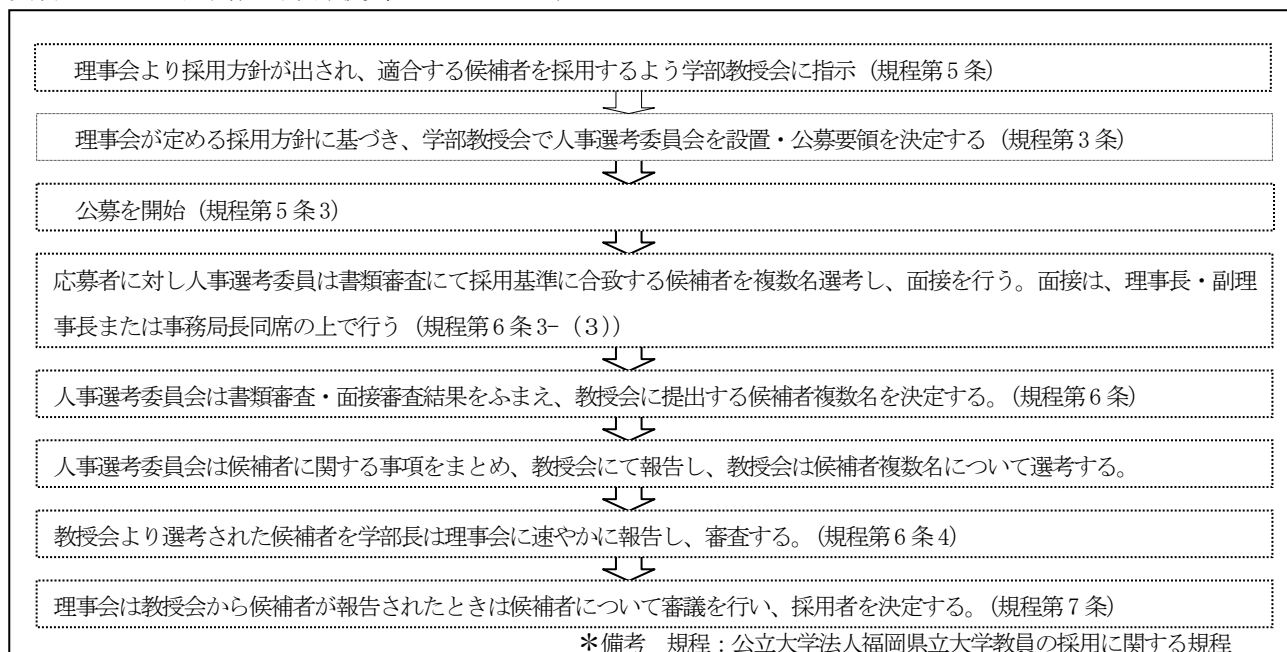 理事会より採用方針が出され、適合する候補者を採用するよう学部教授会に指示（規程第５条）
理事会が定める採用方針に基づき、学部教授会で人事選考委員会を設置・公募要領を決定する（規程第３条）
公募を開始（規程第５条３）
応募者に対し人事選考委員は書類審査にて採用基準に合致する候補者を複数名選考し、面接を行う。面接は、理事長・副理
事長または事務局長同席の上で行う（規程第６条３-（３））
人事選考委員会は書類審査・面接審査結果をふまえ、教授会に提出する候補者複数名を決定する。（規程第６条）
人事選考委員会は候補者に関する事項をまとめ、教授会にて報告し、教授会は候補者複数名について選考する。
教授会より選考された候補者を学部長は理事会に速やかに報告し、審査する。（規程第６条４）
理事会は教授会から候補者が報告されたときは候補者について審議を行い、採用者を決定する。（規程第７条）
＊備考　規程：公立大学法人福岡県立大学教員の採用に関する規程